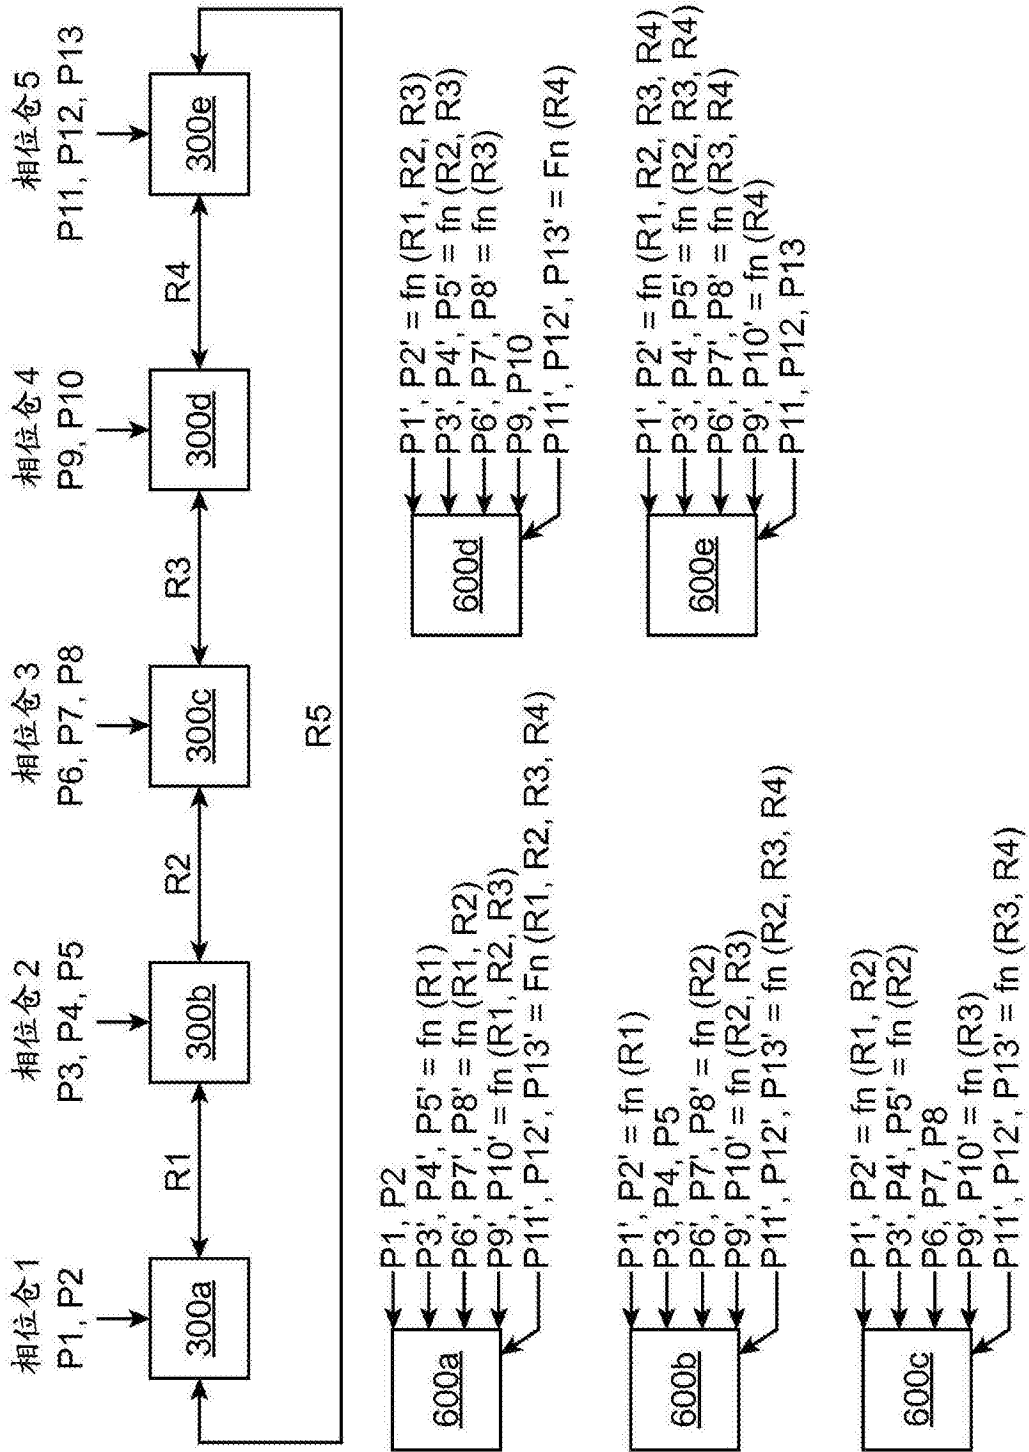 相位仓1
P1, P2
相位仓2
P3, P4, P5
相位仓3
P6, P7, P8
相位仓4
P9, P10
相位仓5
P11, P12, P13
300a
R1
300b
R2
300c
R3
300d
R4
300e
R5
600a
P1, P2
P3', P4', P5' = fn (R1)
P6', P7', P8' = fn (R1, R2)
P9', P10' = fn (R1, R2, R3)
P11', P12', P13' = Fn (R1, R2, R3, R4)
600b
P1', P2' = fn (R1)
P3, P4, P5
P6', P7', P8' = fn (R2)
P9', P10' = fn (R2, R3)
P11', P12', P13' = fn (R2, R3, R4)
600c
P1', P2' = fn (R1, R2)
P3', P4', P5' = fn (R2)
P6, P7, P8
P9', P10' = fn (R3)
P11', P12', P13' = fn (R3, R4)
600d
P1', P2' = fn (R1, R2, R3)
P3', P4', P5' = fn (R2, R3)
P6', P7', P8' = fn (R3)
P9, P10
P11', P12', P13' = Fn (R4)
600e
P1', P2' = fn (R1, R2, R3, R4)
P3', P4', P5' = fn (R2, R3, R4)
P6', P7', P8' = fn (R3, R4)
P9', P10' = fn (R4)
P11, P12, P13